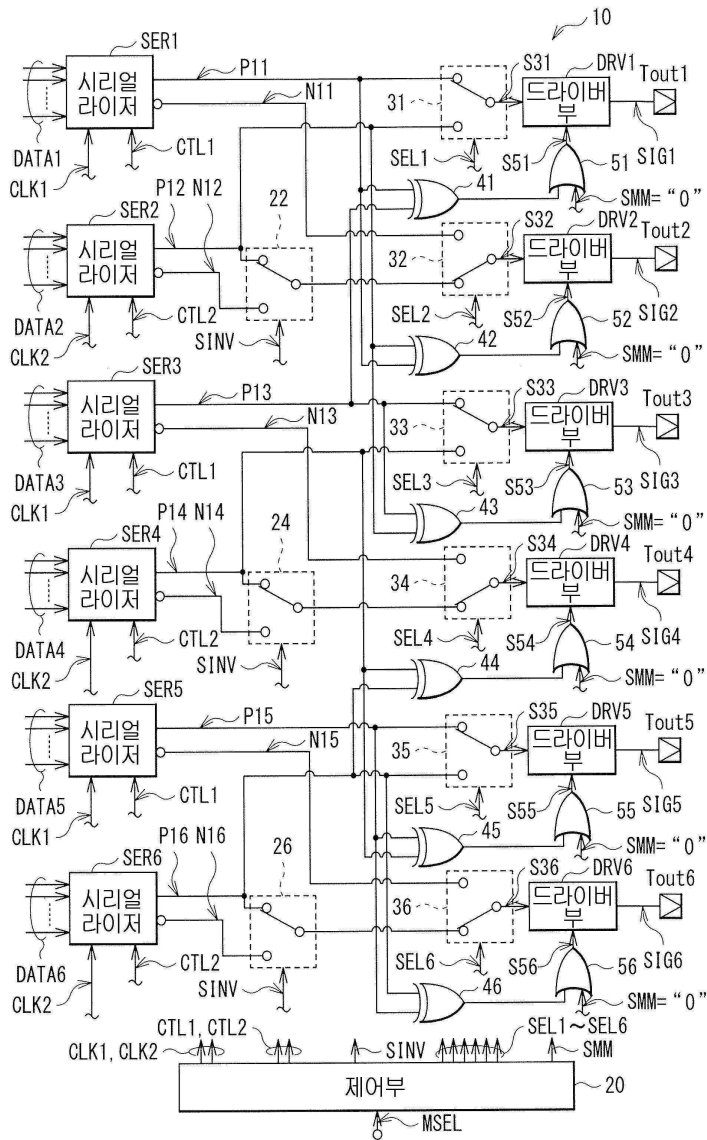 10
SER1
시리얼
라이저
DATA1
CLK1
CTL1
P11
N11
31
SEL1
S31
DRV1
드라이버
부
Tout1
SIG1
S51
51
SMM="0"
41
SER2
시리얼
라이저
DATA2
CLK2
CTL2
P12 N12
22
SINV
32
SEL2
S32
DRV2
드라이버
부
Tout2
SIG2
S52
52
SMM="0"
42
SER3
시리얼
라이저
DATA3
CLK1
CTL1
P13
N13
33
SEL3
S33
DRV3
드라이버
부
Tout3
SIG3
S53
53
SMM="0"
43
SER4
시리얼
라이저
DATA4
CLK2
CTL2
P14 N14
24
SINV
34
SEL4
S34
DRV4
드라이버
부
Tout4
SIG4
S54
54
SMM="0"
44
SER5
시리얼
라이저
DATA5
CLK1
CTL1
P15
N15
35
SEL5
S35
DRV5
드라이버
부
Tout5
SIG5
S55
55
SMM="0"
45
SER6
시리얼
라이저
DATA6
CLK2
CTL2
P16 N16
26
SINV
36
SEL6
S36
DRV6
드라이버
부
Tout6
SIG6
S56
56
SMM="0"
46
CLK1, CLK2
CTL1, CTL2
SINV
SEL1～SEL6
SMM
제어부
20
MSEL